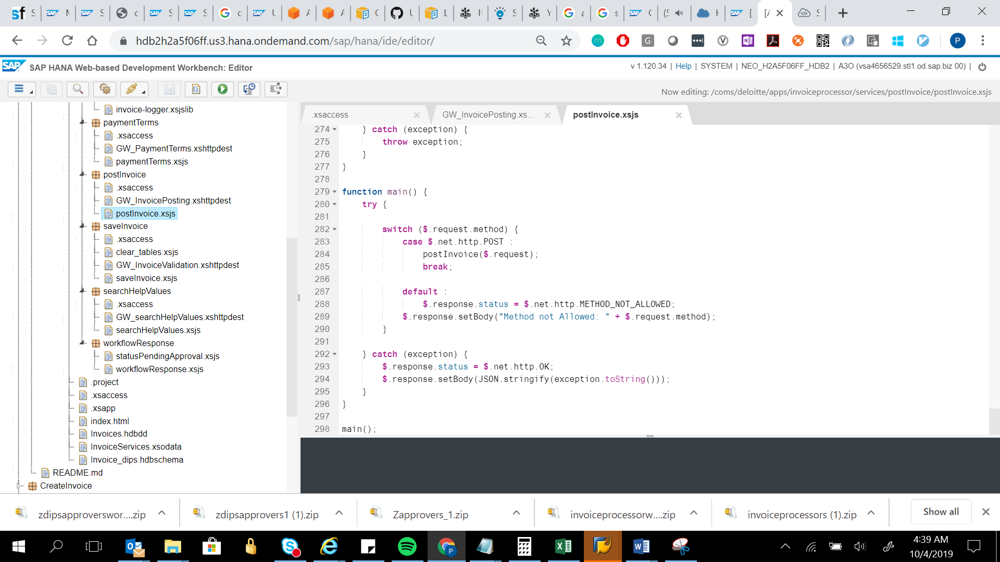 hdb2h2a5f06ff.us3.hana.ondemand.com/sap/hana/ide/editor/
SAP HANA Web-based Development Workbench: Editor
v 1.120.34 | Help | SYSTEM | NEO_H2A5F06FF_HDB2 | A3O (vsa4656529.stl1.od.sap.biz 00) |
Now editing: /coms/deloitte/apps/invoiceprocessor/services/postInvoice/postInvoice.xsjs
invoice-logger.xsjslib
paymentTerms
.xsaccess
GW_PaymentTerms.xshttpdest
paymentTerms.xsjs
postInvoice
.xsaccess
GW_InvoicePosting.xshttpdest
postInvoice.xsjs
saveInvoice
.xsaccess
clear_tables.xsjs
GW_InvoiceValidation.xshttpdest
saveInvoice.xsjs
searchHelpValues
.xsaccess
GW_searchHelpValues.xshttpdest
searchHelpValues.xsjs
workflowResponse
statusPendingApproval.xsjs
workflowResponse.xsjs
.project
.xsaccess
.xsapp
index.html
Invoices.hdbdd
InvoiceServices.xsodata
Invoice_dips.hdbschema
README.md
CreateInvoice
.xsaccess
GW_InvoicePosting.xs...
postInvoice.xsjs
274 } catch (exception) {
275 throw exception;
276 }
277 }
278
279 function main() {
280 try {
281
282 switch ($.request.method) {
283 case $.net.http.POST :
284 postInvoice($.request);
285 break;
286
287 default :
288 $.response.status = $.net.http.METHOD_NOT_ALLOWED;
289 $.response.setBody("Method not Allowed: " + $.request.method);
290 }
291
292 } catch (exception) {
293 $.response.status = $.net.http.OK;
294 $.response.setBody(JSON.stringify(exception.toString()));
295 }
296 }
297
298 main();
zdipsapproverswor....zip
zdipsapprovers1 (1).zip
Zapprovers_1.zip
invoiceprocessorw....zip
invoiceprocessors (1).zip
Show all
4:39 AM
10/4/2019